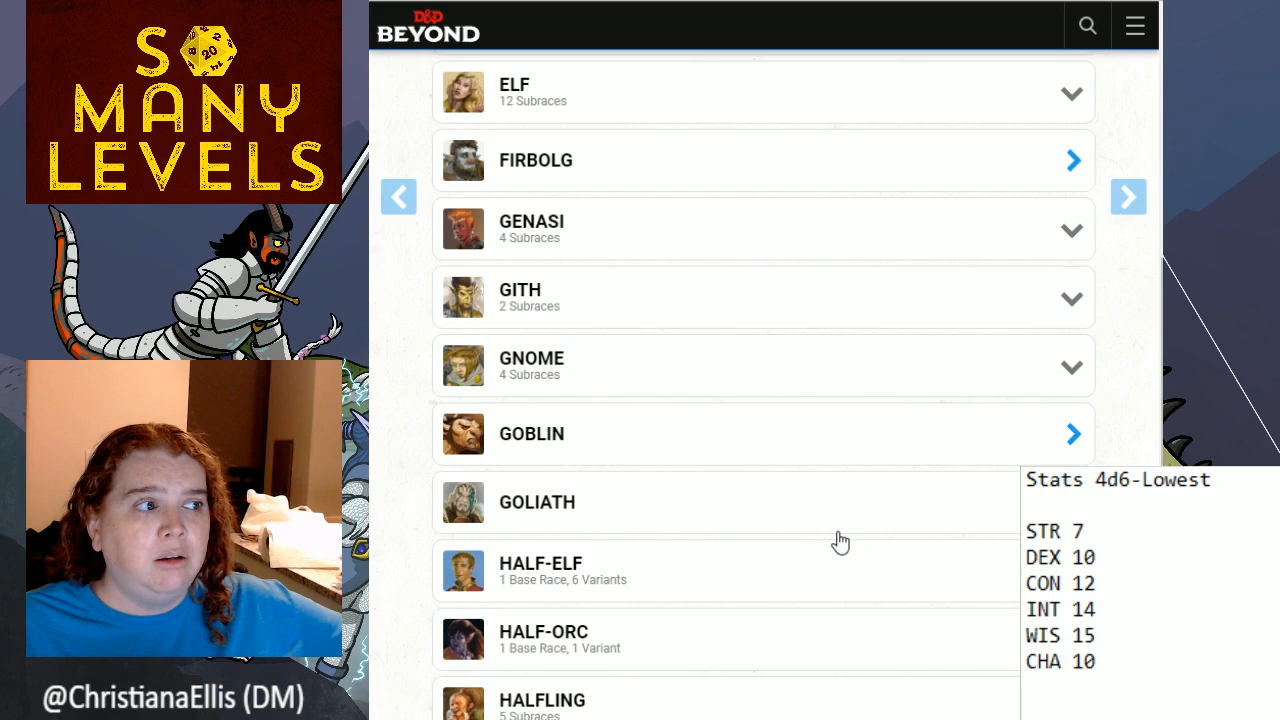 SO
MANY
LEVELS
@ChristianaEllis (DM)
D&D
BEYOND
ELF
12 Subraces
FIRBOLG
GENASI
4 Subraces
GITH
2 Subraces
GNOME
4 Subraces
GOBLIN
GOLIATH
HALF-ELF
1 Base Race, 6 Variants
HALF-ORC
1 Base Race, 1 Variant
HALFLING
5 Subraces
Stats 4d6-Lowest
STR 7
DEX 10
CON 12
INT 14
WIS 15
CHA 10